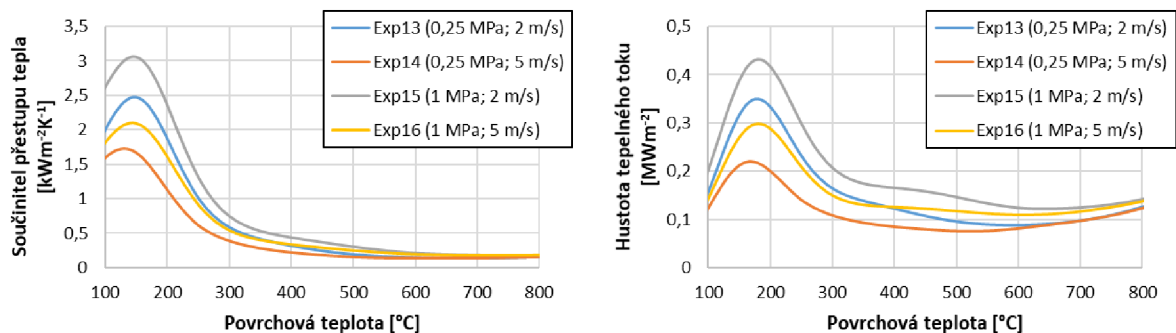 Součinitel přestupu tepla
[kWm⁻²K⁻¹]
3,5
3
2,5
2
1,5
1
0,5
0
100 200 300 400 500 600 700 800
Povrchová teplota [°C]
Exp13 (0,25 MPa; 2 m/s)
Exp14 (0,25 MPa; 5 m/s)
Exp15 (1 MPa; 2 m/s)
Exp16 (1 MPa; 5 m/s)
Hustota tepelného toku
[MWm⁻²]
0,5
0,4
0,3
0,2
0,1
0
100 200 300 400 500 600 700 800
Povrchová teplota [°C]
Exp13 (0,25 MPa; 2 m/s)
Exp14 (0,25 MPa; 5 m/s)
Exp15 (1 MPa; 2 m/s)
Exp16 (1 MPa; 5 m/s)